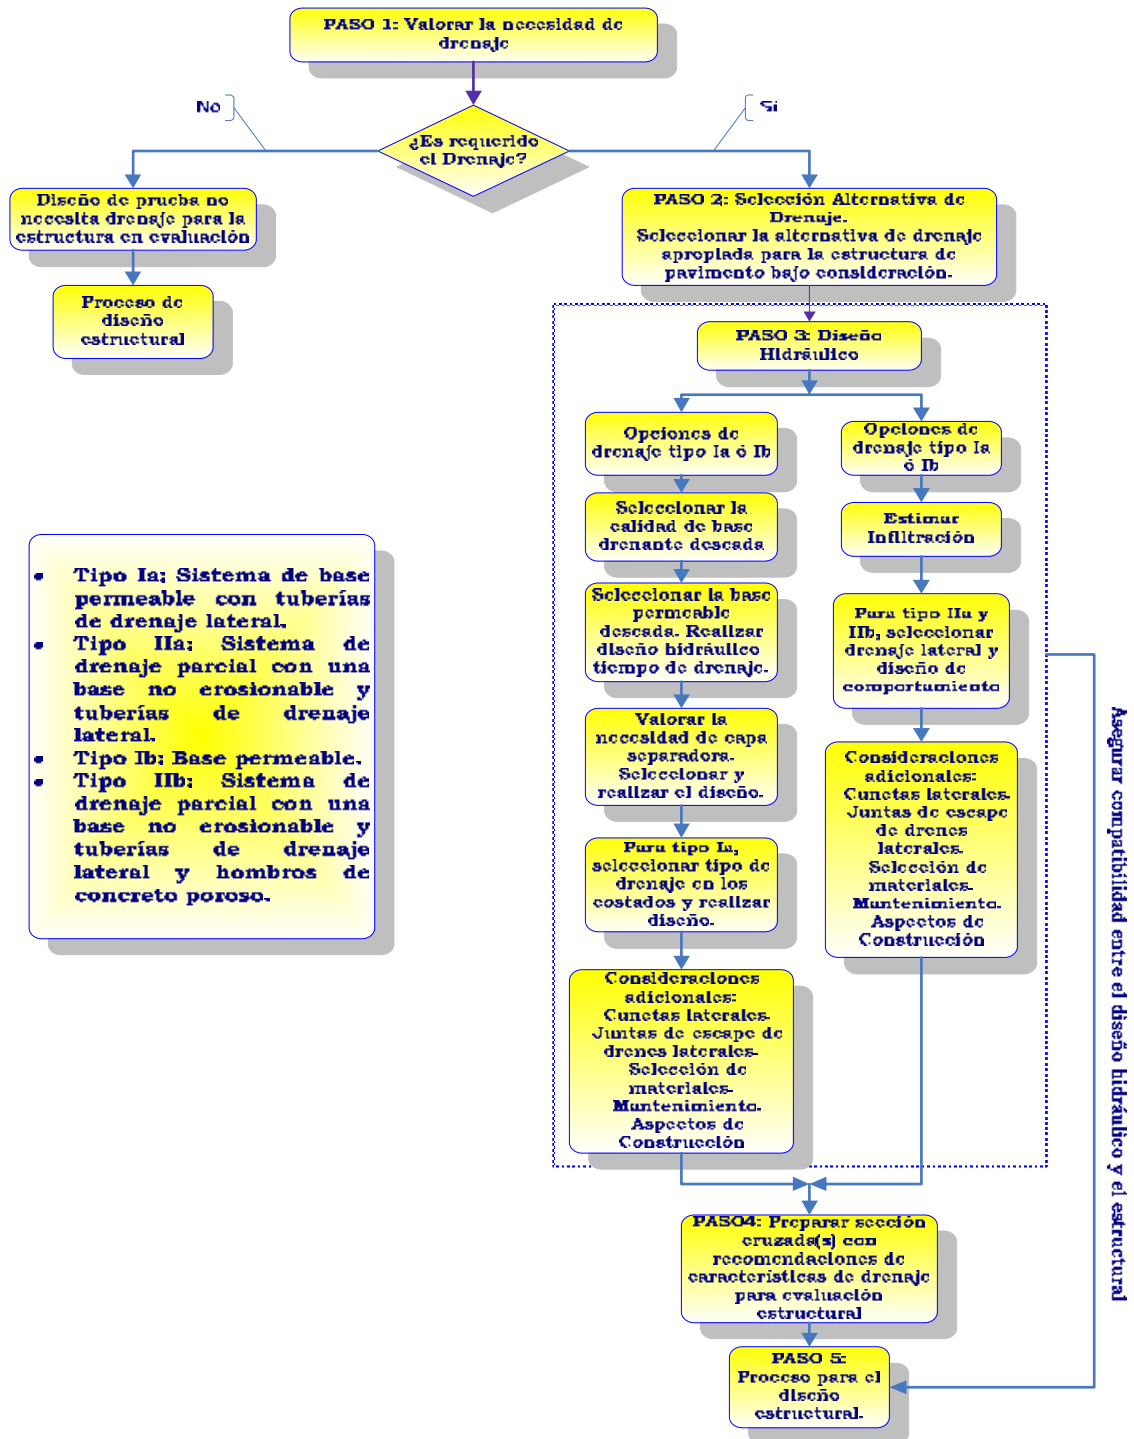 PASO 1: Valorar la necesidad de
drenaje
No
Si
¿Es requerido
el Drenaje?
Diseño de prueba no
necesita drenaje para la
estructura en evaluación
Proceso de
diseño
estructural
PASO 2: Selección Alternativa de
Drenaje.
Seleccionar la alternativa de drenaje
apropiada para la estructura de
pavimento bajo consideración.
PASO 3: Diseño
Hidráulico
Opciones de
drenaje tipo Ia ó Ib
Seleccionar la
calidad de base
drenante deseada
Seleccionar la base
permeable
deseada. Realizar
diseño hidráulico
tiempo de drenaje.
Valorar la
necesidad de capa
separadora.
Seleccionar y
realizar el diseño.
Para tipo Ia,
seleccionar tipo de
drenaje en los
costados y realizar
diseño.
Consideraciones
adicionales:
Cunetas laterales.
Juntas de escape de
drenes laterales.
Selección de
materiales.
Mantenimiento.
Aspectos de
Construcción
Opciones de
drenaje tipo Ia
ó Ib
Estimar
Infiltración
Para tipo IIa y
IIb, seleccionar
drenaje lateral y
diseño de
comportamiento
Consideraciones
adicionales:
Cunetas laterales.
Juntas de escape
de drenes
laterales.
Selección de
materiales.
Mantenimiento.
Aspectos de
Construcción
• Tipo Ia: Sistema de base
permeable con tuberías
de drenaje lateral.
• Tipo IIa: Sistema de
drenaje parcial con una
base no erosionable y
tuberías de drenaje
lateral.
• Tipo Ib: Base permeable.
• Tipo IIb: Sistema de
drenaje parcial con una
base no erosionable y
tuberías de drenaje
lateral y hombros de
concreto poroso.
Asegurar compatibilidad entre el diseño hidráulico y el estructural
PASO4: Preparar sección
cruzada(s) con
recomendaciones de
características de drenaje
para evaluación
estructural
PASO 5:
Proceso para el
diseño
estructural.